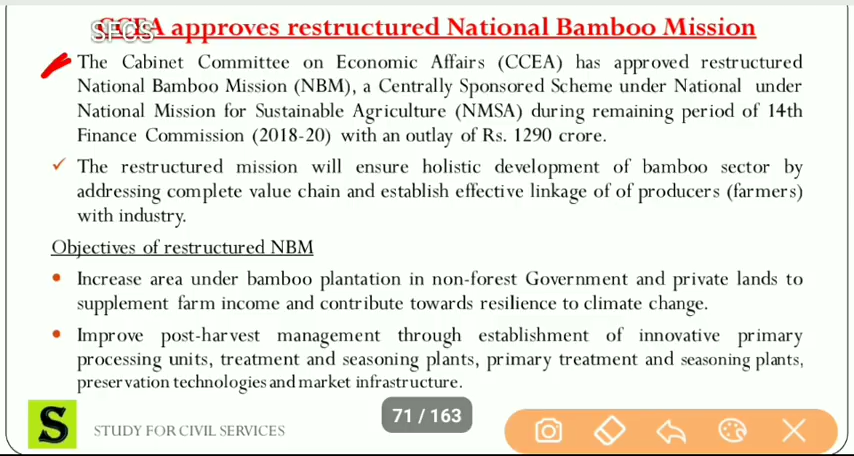 CCEA approves restructured National Bamboo Mission
SFCS
The Cabinet Committee on Economic Affairs (CCEA) has approved restructured
National Bamboo Mission (NBM), a Centrally Sponsored Scheme under National under
National Mission for Sustainable Agriculture (NMSA) during remaining period of 14th
Finance Commission (2018-20) with an outlay of Rs. 1290 crore.
✓ The restructured mission will ensure holistic development of bamboo sector by
addressing complete value chain and establish effective linkage of of producers (farmers)
with industry.
Objectives of restructured NBM
• Increase area under bamboo plantation in non-forest Government and private lands to
supplement farm income and contribute towards resilience to climate change.
• Improve post-harvest management through establishment of innovative primary
processing units, treatment and seasoning plants, primary treatment and seasoning plants,
preservation technologies and market infrastructure.
71 / 163
S
STUDY FOR CIVIL SERVICES